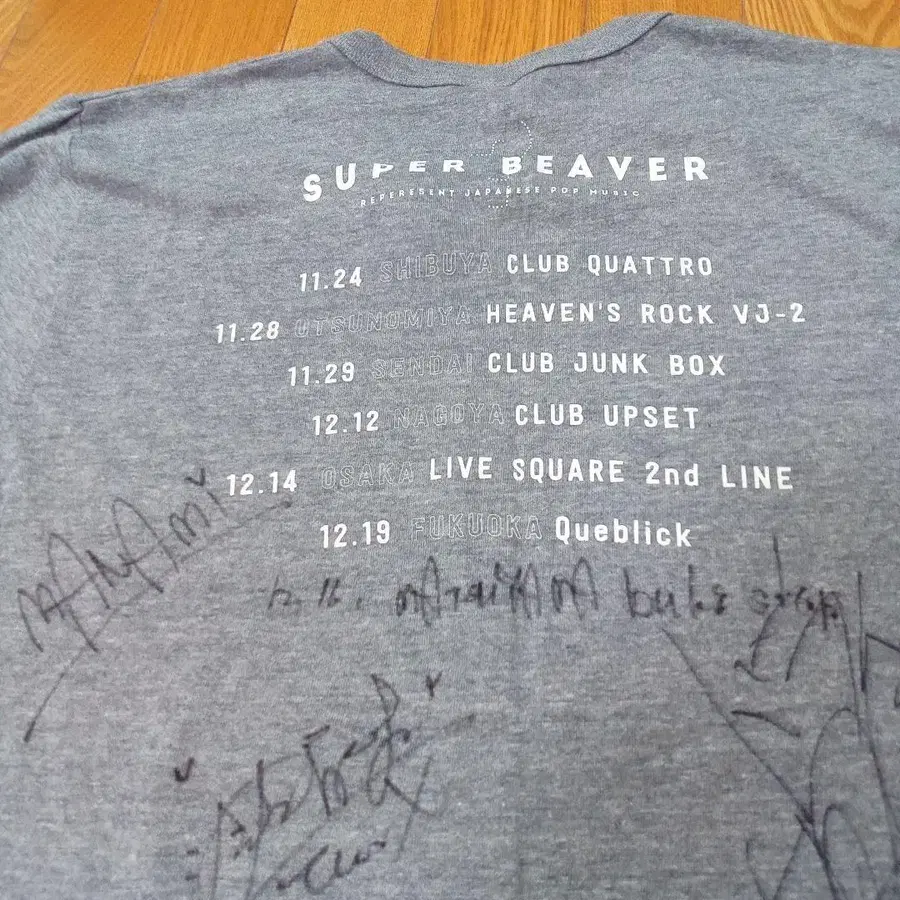 SUPER BEAVER
REPERESENT JAPANESE POP MUSIC
11.24 SHIBUYA CLUB QUATTRO
11.28 UTSUNOMIYA HEAVEN'S ROCK VJ-2
11.29 SENDAI CLUB JUNK BOX
12.12 NAGOYA CLUB UPSET
12.14 OSAKA LIVE SQUARE 2nd LINE
12.19 FUKUOKA Queblick
MANAMi